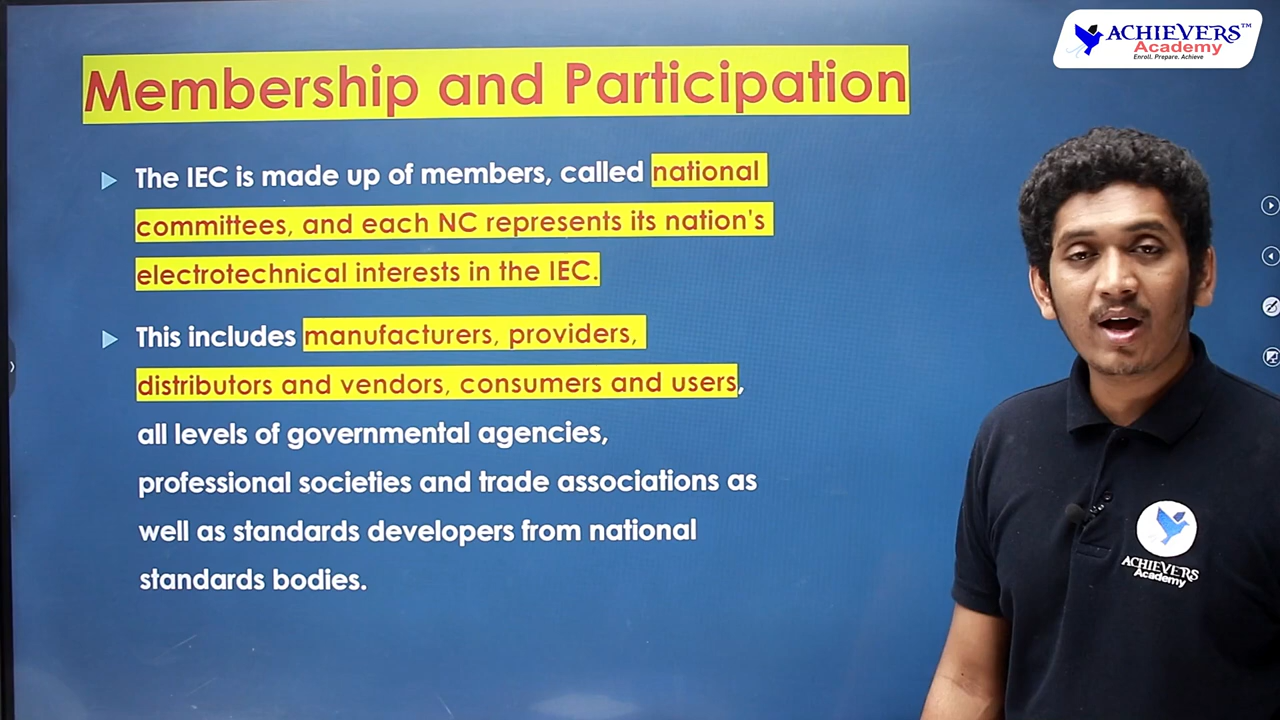 ACHIEVERS™
Academy
Enroll. Prepare. Achieve
Membership and Participation
The IEC is made up of members, called national
committees, and each NC represents its nation's
electrotechnical interests in the IEC.
This includes manufacturers, providers,
distributors and vendors, consumers and users,
all levels of governmental agencies,
professional societies and trade associations as
well as standards developers from national
standards bodies.
ACHIEVERS
Academy